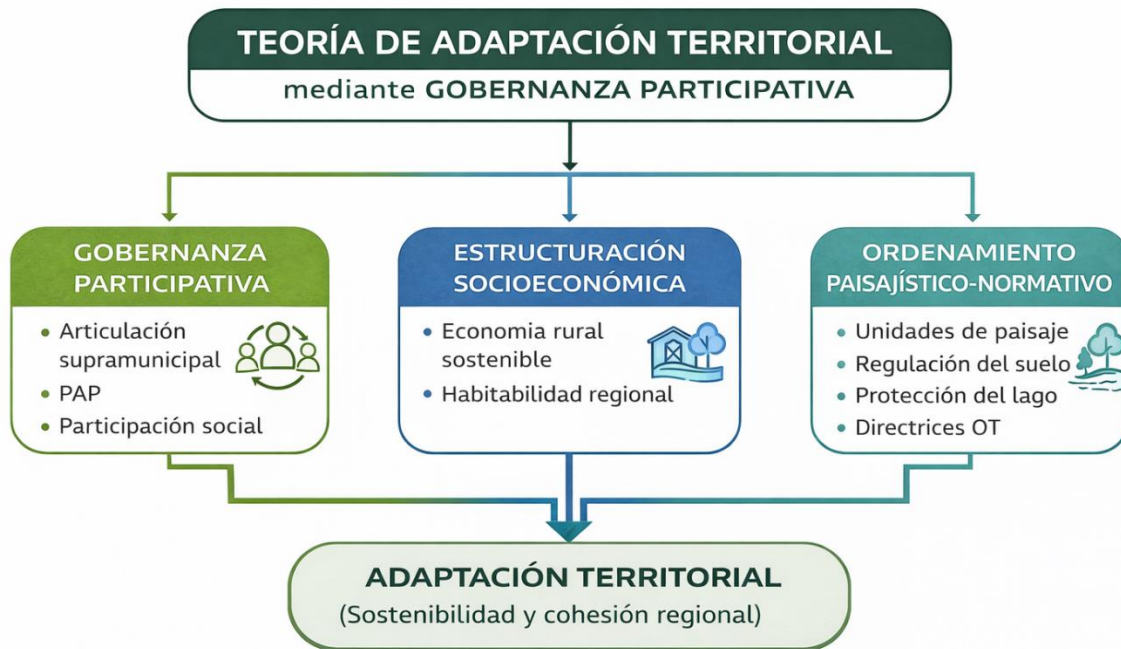 TEORÍA DE ADAPTACIÓN TERRITORIAL
mediante GOBERNANZA PARTICIPATIVA
GOBERNANZA
PARTICIPATIVA
• Articulación
supramunicipal
• PAP
• Participación social
ESTRUCTURACIÓN
SOCIOECONÓMICA
• Economia rural
sostenible
• Habitabilidad regional
ORDENAMIENTO
PAISAJÍSTICO-NORMATIVO
• Unidades de paisaje
• Regulación del suelo
• Protección del lago
• Directrices OT
ADAPTACIÓN TERRITORIAL
(Sostenibilidad y cohesión regional)